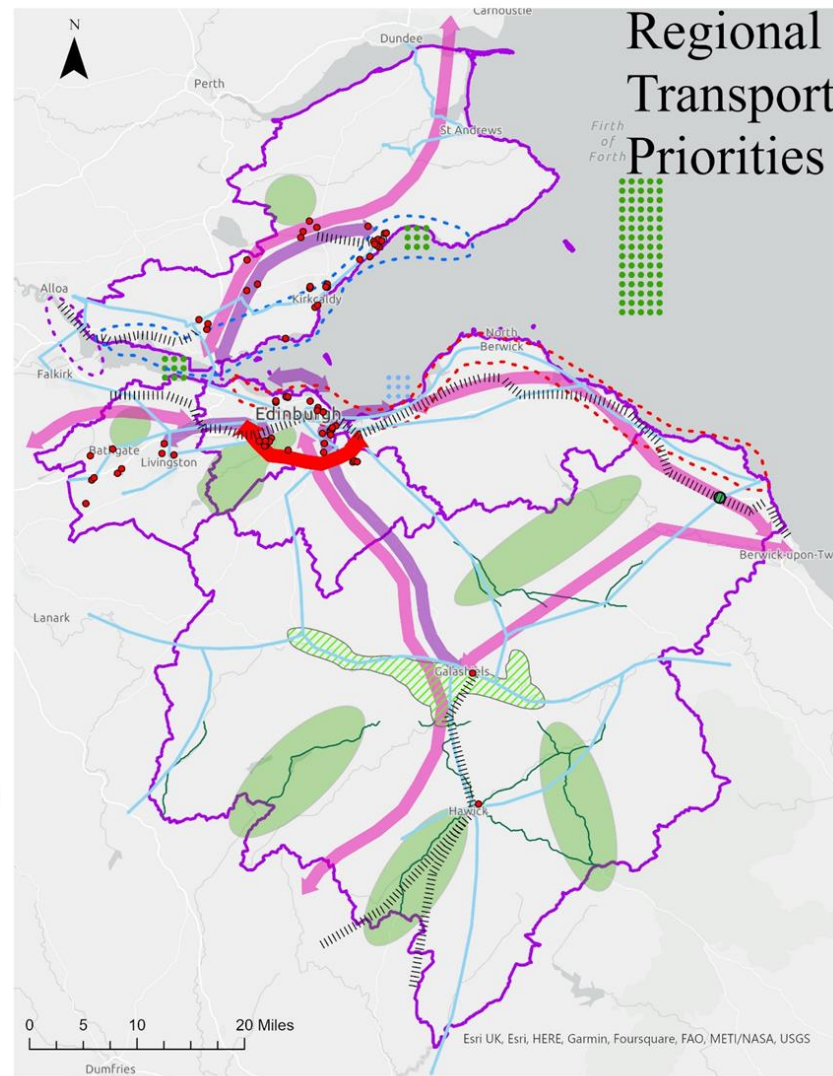 Regional
Transport
Priorities
N
Carnoustie
Dundee
Perth
St Andrews
Firth
of
Forth
Alloa
Kirkcaldy
Falkirk
North
Berwick
Edinburgh
Bathgate
Livingston
Berwick-upon-Tw
Lanark
Galashiels
Hawick
0 5 10 20 Miles
Esri UK, Esri, HERE, Garmin, Foursquare, FAO, METI/NASA, USGS
Dumfries